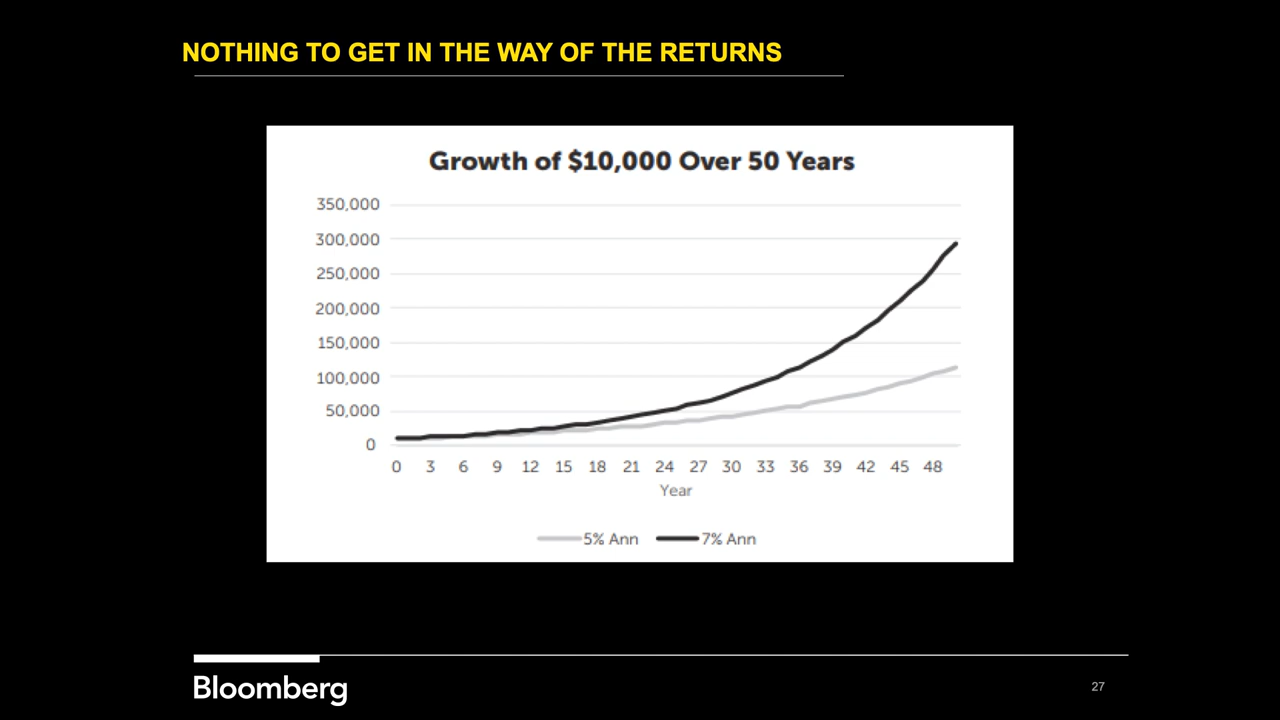 NOTHING TO GET IN THE WAY OF THE RETURNS
Growth of $10,000 Over 50 Years
350,000
300,000
250,000
200,000
150,000
100,000
50,000
0
0 3 6 9 12 15 18 21 24 27 30 33 36 39 42 45 48
Year
5% Ann 7% Ann
Bloomberg
27